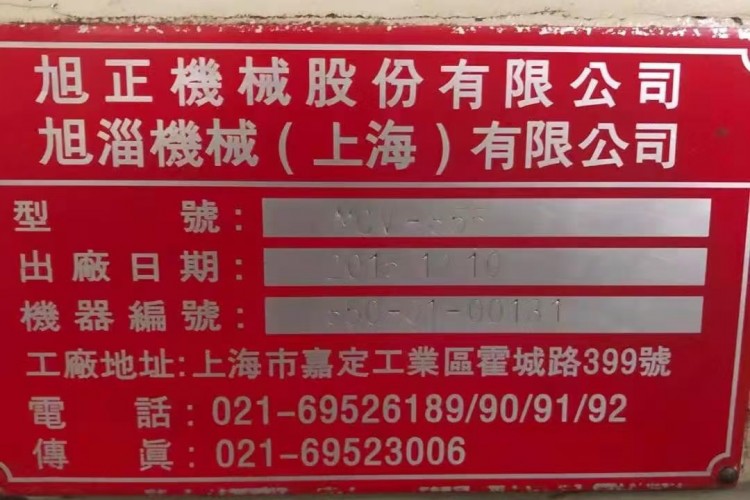 旭正機械股份有限公司
旭淄機械(上海)有限公司
型號:
出廠日期:
機器編號:
工廠地址:上海市嘉定工業區霍城路399號
電話:021-69526189/90/91/92
傳眞:021-69523006